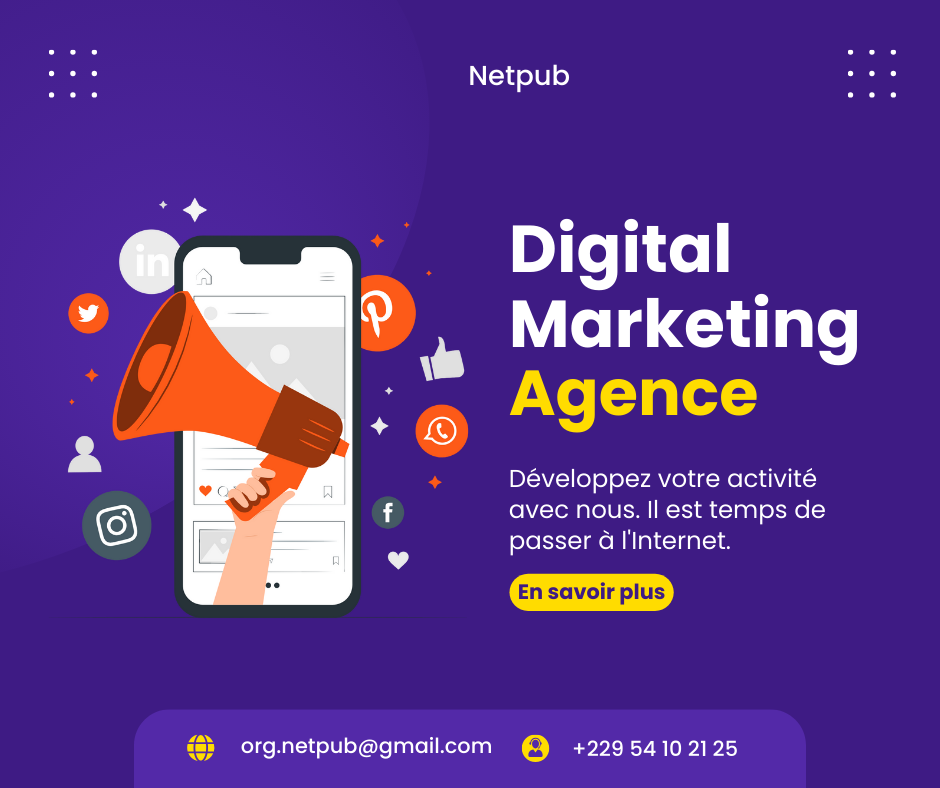 Netpub
Digital
Marketing
Agence
Développez votre activité
avec nous. Il est temps de
passer à l'Internet.
En savoir plus
in
f
org.netpub@gmail.com
+229 54 10 21 25